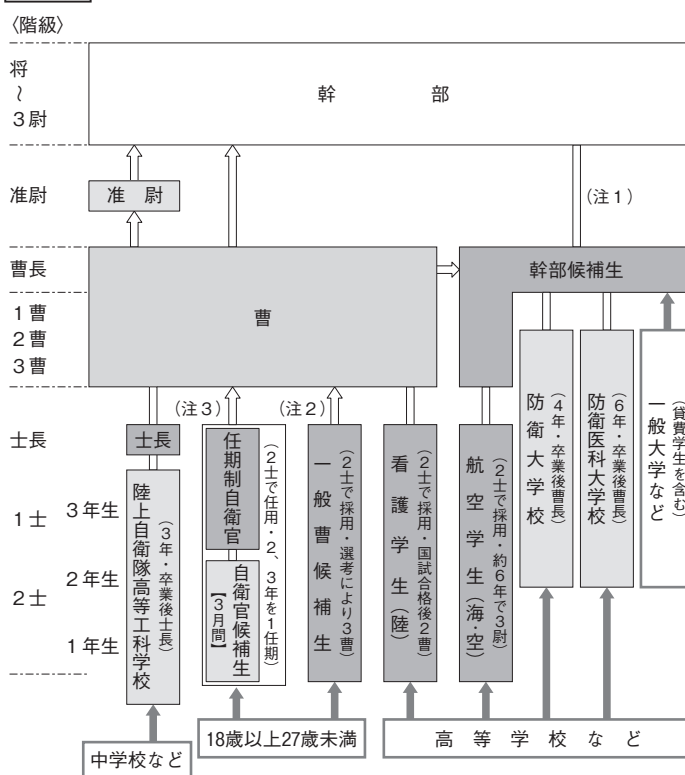 〈階級〉
将
〜
3尉
幹部
准尉
准尉
(注1)
曹長
幹部候補生
1曹
2曹
3曹
曹
(注3)
(注2)
士長
士長
1士
2士
3年生
2年生
1年生
陸上自衛隊高等工科学校
(3年・卒業後士長)
任期制自衛官
自衛官候補生
【3月間】
(2士で任用・2、3年を1任期)
一般曹候補生
(2士で採用・選考により3曹)
看護学生(陸)
(2士で採用・国試合格後2曹)
航空学生(海・空)
(2士で採用・約6年で3尉)
防衛大学校
(4年・卒業後曹長)
防衛医科大学校
(6年・卒業後曹長)
一般大学など
(貸費学生を含む)
中学校など
18歳以上27歳未満
高等学校など